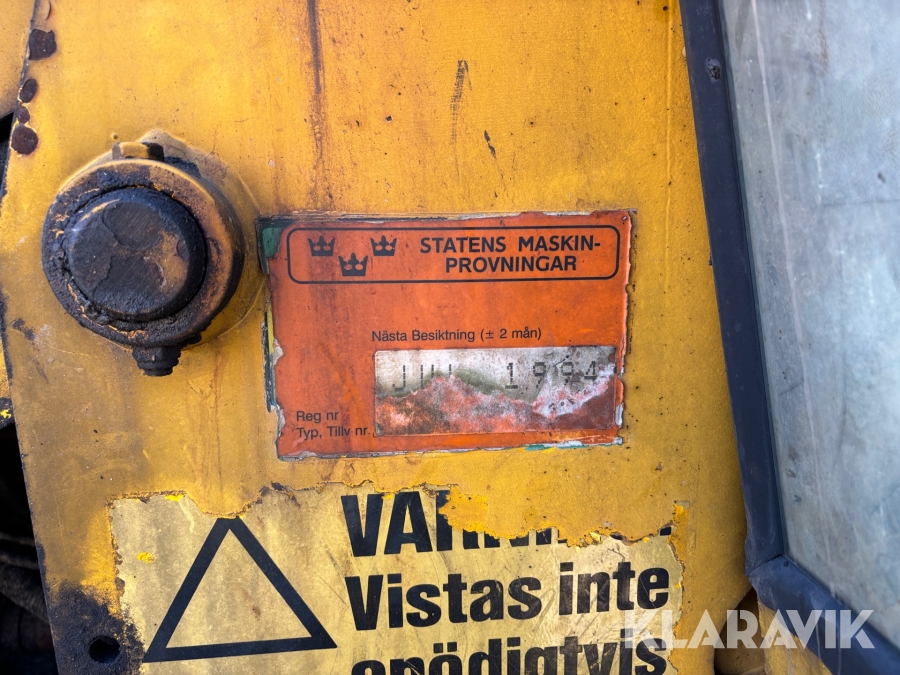 STATENS MASKIN-
PROVNINGAR
Nästa Besiktning (± 2 mån)
1994
Reg nr
Typ, Tillv nr
Vistas inte
KLARAVIK